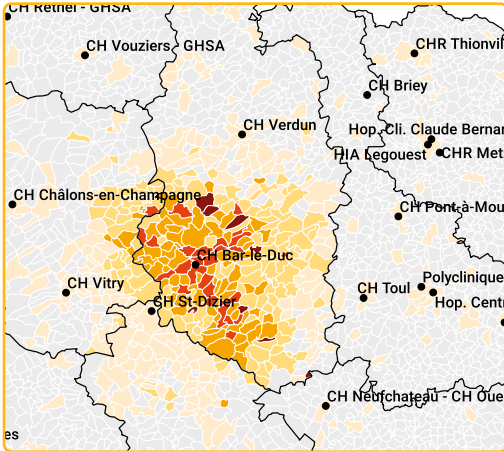 CH Rethel - GHSA
CH Vouziers - GHSA
CHR Thionvil
CH Briey
CH Verdun
Hop. Cli. Claude Bernar
HIA Legouest
CHR Met
CH Châlons-en-Champagne
CH Pont-à-Mou
CH Bar-le-Duc
CH Vitry
CH Toul
Polyclinique
CH St-Dizier
Hop. Centr
CH Neufchateau - CH Oue
es